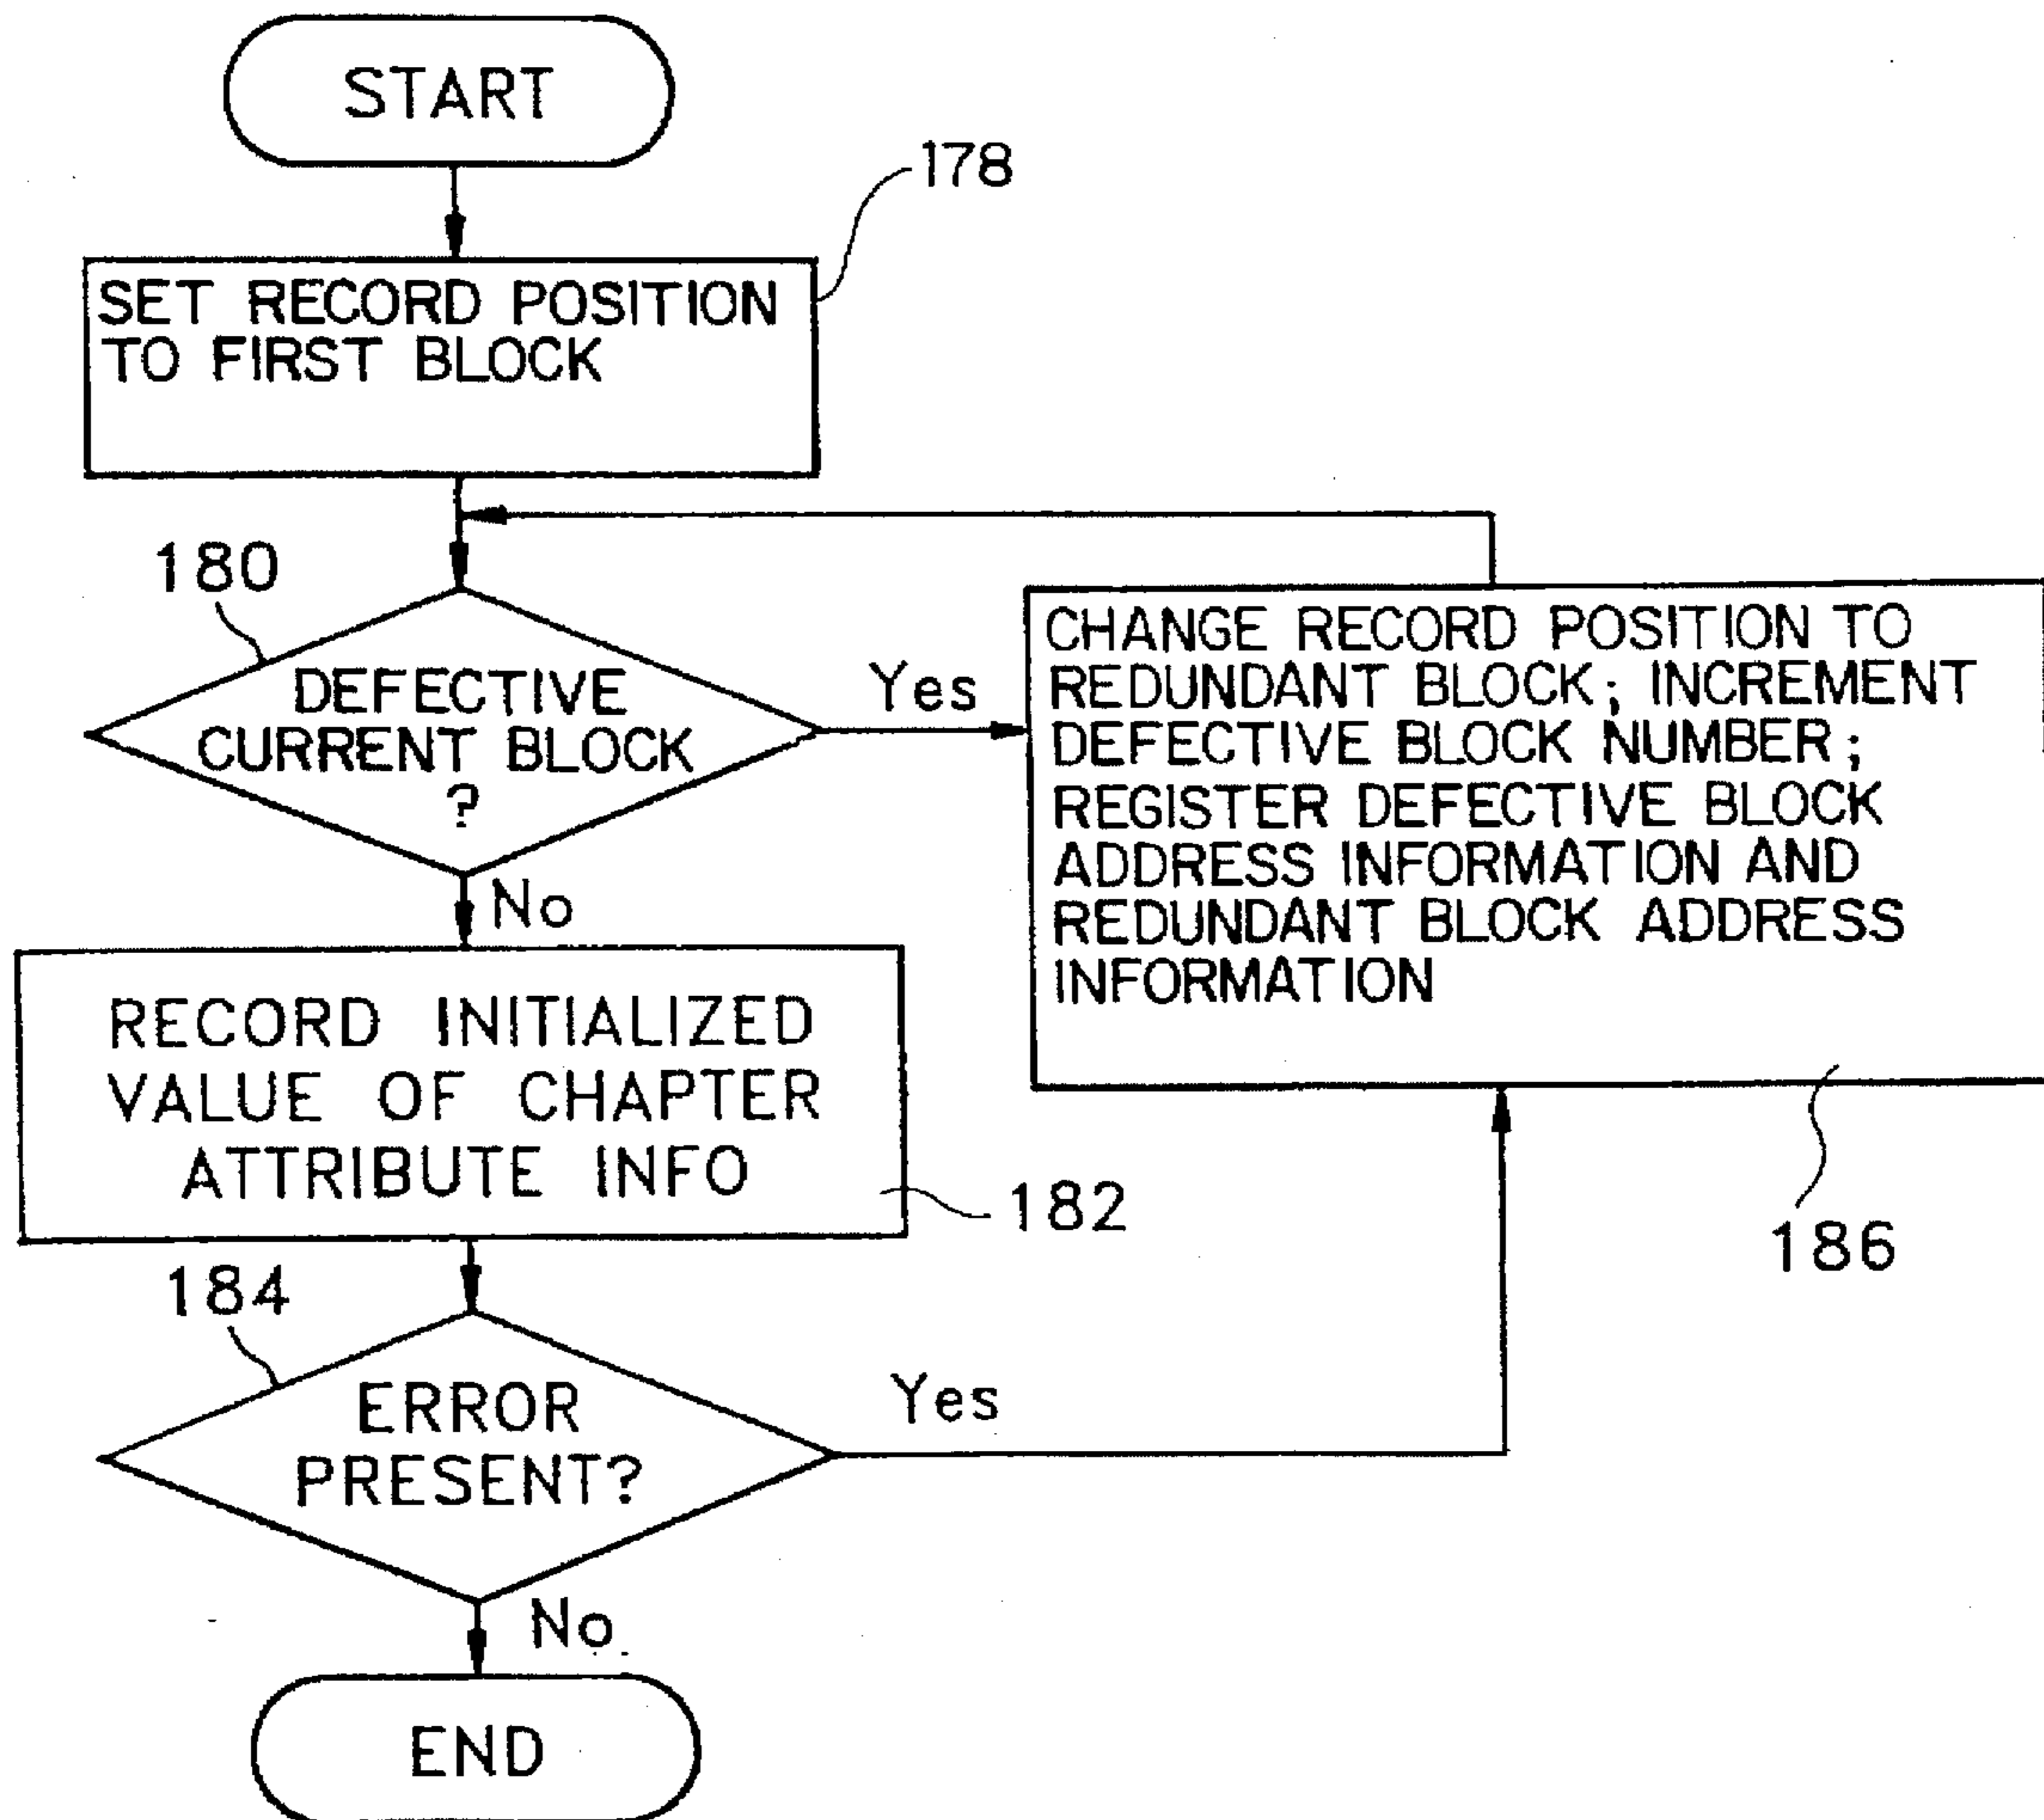 START
178
SET RECORD POSITION
TO FIRST BLOCK
180
DEFECTIVE
CURRENT BLOCK
?
Yes
No
CHANGE RECORD POSITION TO
REDUNDANT BLOCK; INCREMENT
DEFECTIVE BLOCK NUMBER;
REGISTER DEFECTIVE BLOCK
ADDRESS INFORMATION AND
REDUNDANT BLOCK ADDRESS
INFORMATION
186
RECORD INITIALIZED
VALUE OF CHAPTER
ATTRIBUTE INFO
182
184
ERROR
PRESENT?
Yes
No
END